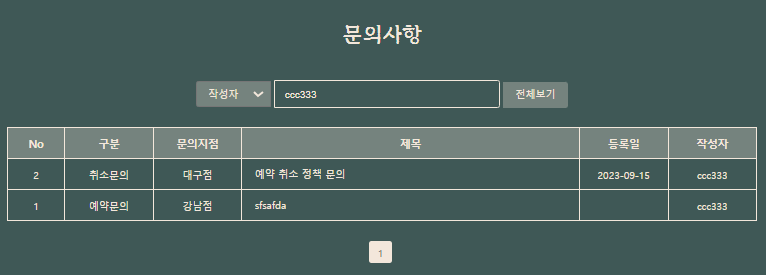 문의사항
작성자 ccc333 전체보기
No 구분 문의지점 제목 등록일 작성자
2 취소문의 대구점 예약 취소 정책 문의 2023-09-15 ccc333
1 예약문의 강남점 sfsafda ccc333
1